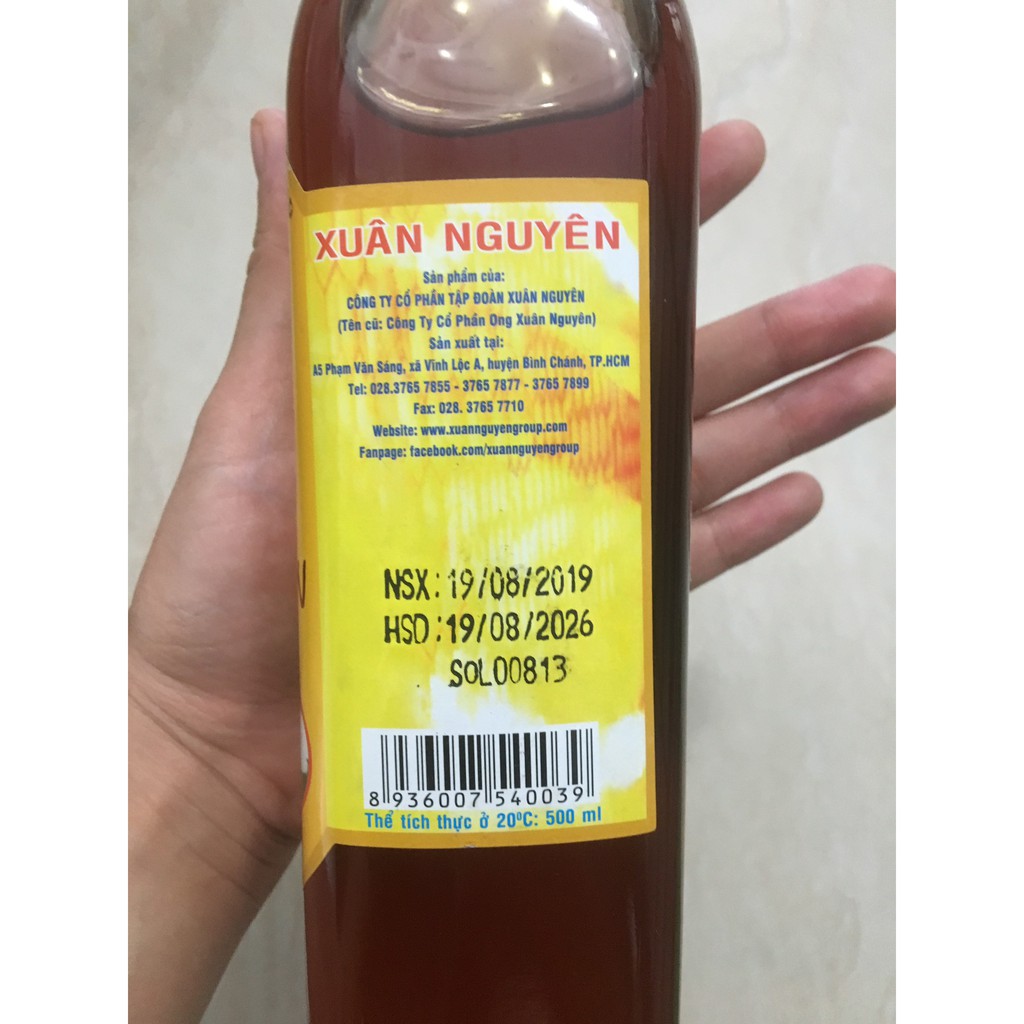 XUÂN NGUYÊN
Sản phẩm của:
CÔNG TY CỔ PHẦN TẬP ĐOÀN XUÂN NGUYÊN
(Tên cũ: Công Ty Cổ Phần Ong Xuân Nguyên)
Sản xuất tại:
A5 Phạm Văn Sáng, xã Vĩnh Lộc A, huyện Bình Chánh, TP.HCM
Tel: 028.3765 7855 - 3765 7877 - 3765 7899
Fax: 028. 3765 7710
Website: www.xuannguyengroup.com
Fanpage: facebook.com/xuannguyengroup
NSX: 19/08/2019
HSD: 19/08/2026
SOL00813
8 936007 540039
Thể tích thực ở 20⁰C: 500 ml